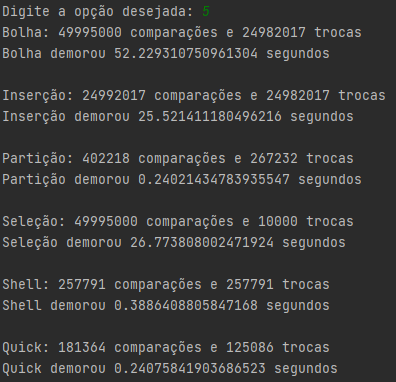 Digite a opção desejada: 5
Bolha: 49995000 comparações e 24982017 trocas
Bolha demorou 52.229310750961304 segundos
Inserção: 24992017 comparações e 24982017 trocas
Inserção demorou 25.521411180496216 segundos
Partição: 402218 comparações e 267232 trocas
Partição demorou 0.24021434783935547 segundos
Seleção: 49995000 comparações e 10000 trocas
Seleção demorou 26.773808002471924 segundos
Shell: 257791 comparações e 257791 trocas
Shell demorou 0.3886408805847168 segundos
Quick: 181364 comparações e 125086 trocas
Quick demorou 0.24075841903686523 segundos